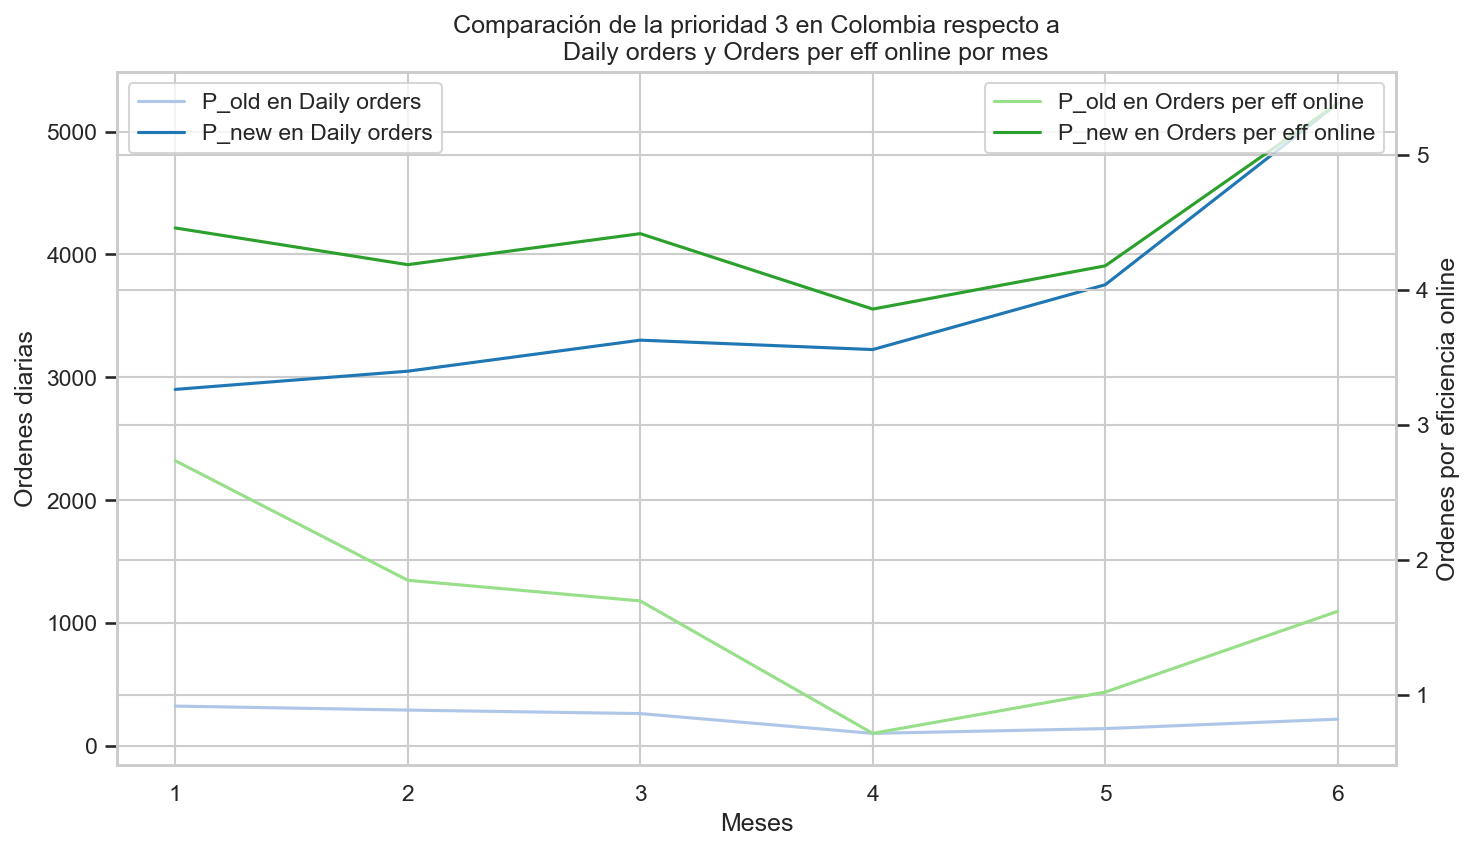 Comparación de la prioridad 3 en Colombia respecto a
Daily orders y Orders per eff online por mes
P_old en Daily orders
P_new en Daily orders
P_old en Orders per eff online
P_new en Orders per eff online
Ordenes diarias
5000
4000
3000
2000
1000
0
5
4
3
2
1
Ordenes por eficiencia online
1 2 3 4 5 6
Meses